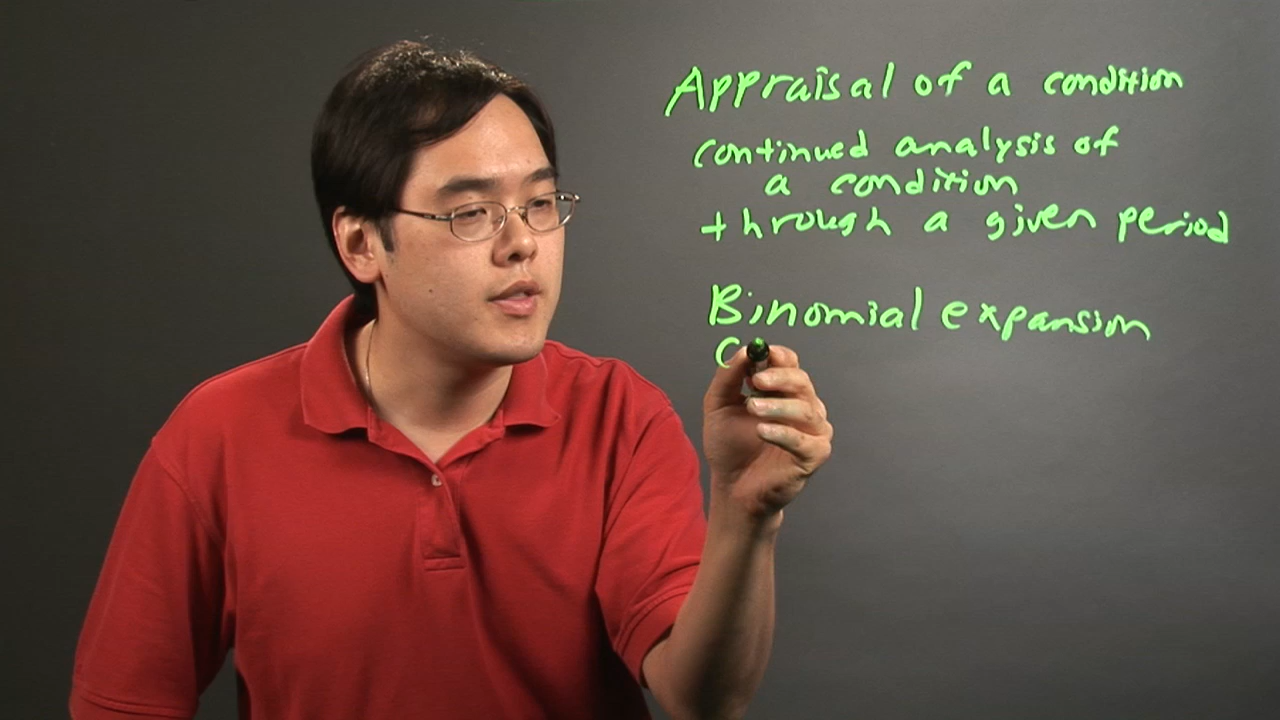 Appraisal of a condition
continued analysis of
a condition
through a given period
Binomial expansion
C